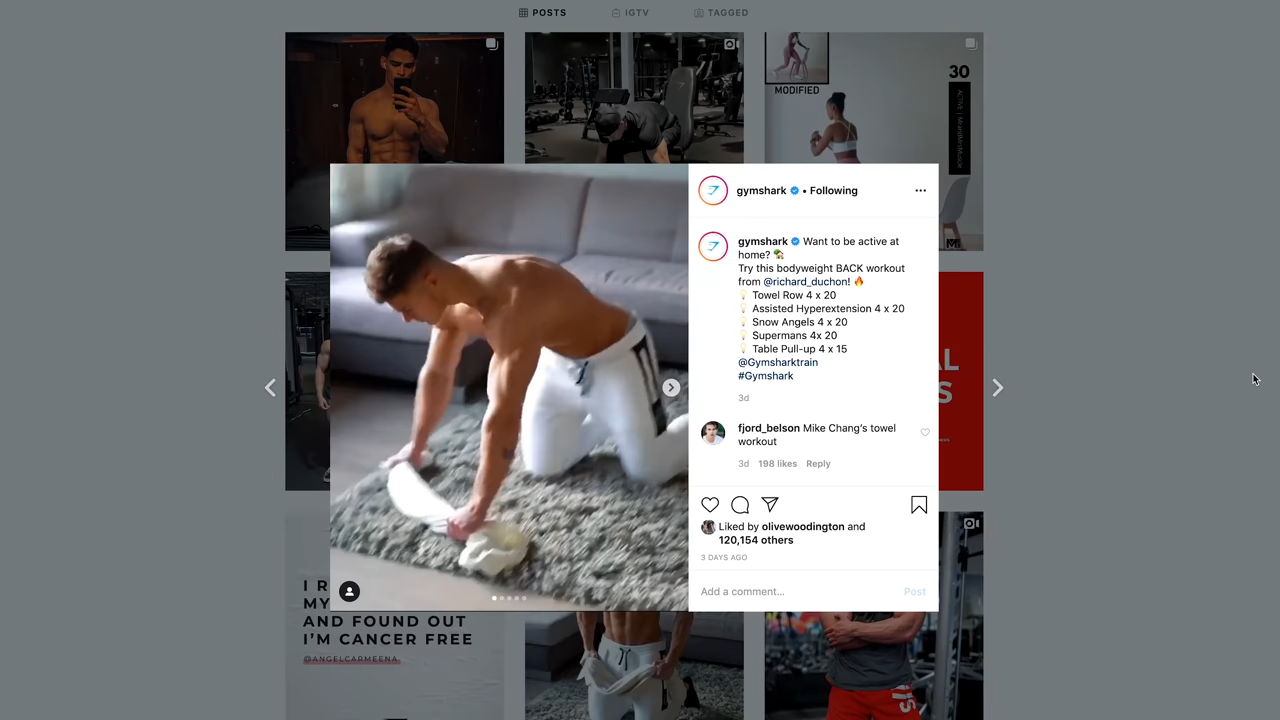 POSTS
IGTV
TAGGED
MODIFIED
30
gymshark • Following
gymshark Want to be active at
home? 🏡
Try this bodyweight BACK workout
from @richard_duchon! 🔥
💡 Towel Row 4 x 20
💡 Assisted Hyperextension 4 x 20
💡 Snow Angels 4 x 20
💡 Supermans 4x 20
💡 Table Pull-up 4 x 15
@Gymsharktrain
#Gymshark
3d
fjord_belson Mike Chang's towel
workout
3d 198 likes Reply
Liked by olivewoodington and
120,154 others
3 DAYS AGO
Add a comment...
Post
I R
MY
AND FOUND OUT
I'M CANCER FREE
@ANGELCARMEENA